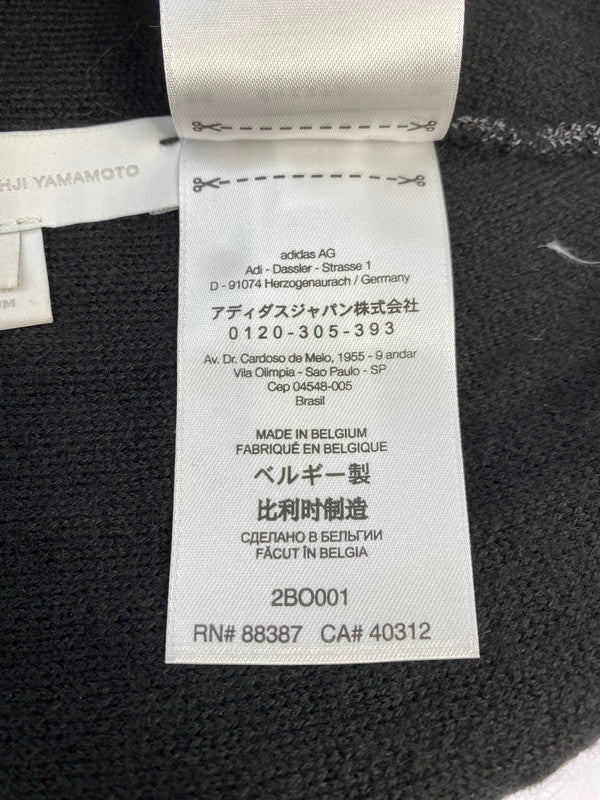 YAMAMOTO
adidas AG
Adi - Dassler - Strasse 1
D - 91074 Herzogenaurach / Germany
アディダスジャパン株式会社
0120-305-393
Av. Dr. Cardoso de Melo, 1955 - 9 andar
Vila Olimpia - Sao Paulo - SP
Cep 04548-005
Brasil
MADE IN BELGIUM
FABRIQUÉ EN BELGIQUE
ベルギー製
比利时制造
СДЕЛАНО В БЕЛЬГИИ
FĂCUT ÎN BELGIA
2BO001
RN# 88387 CA# 40312